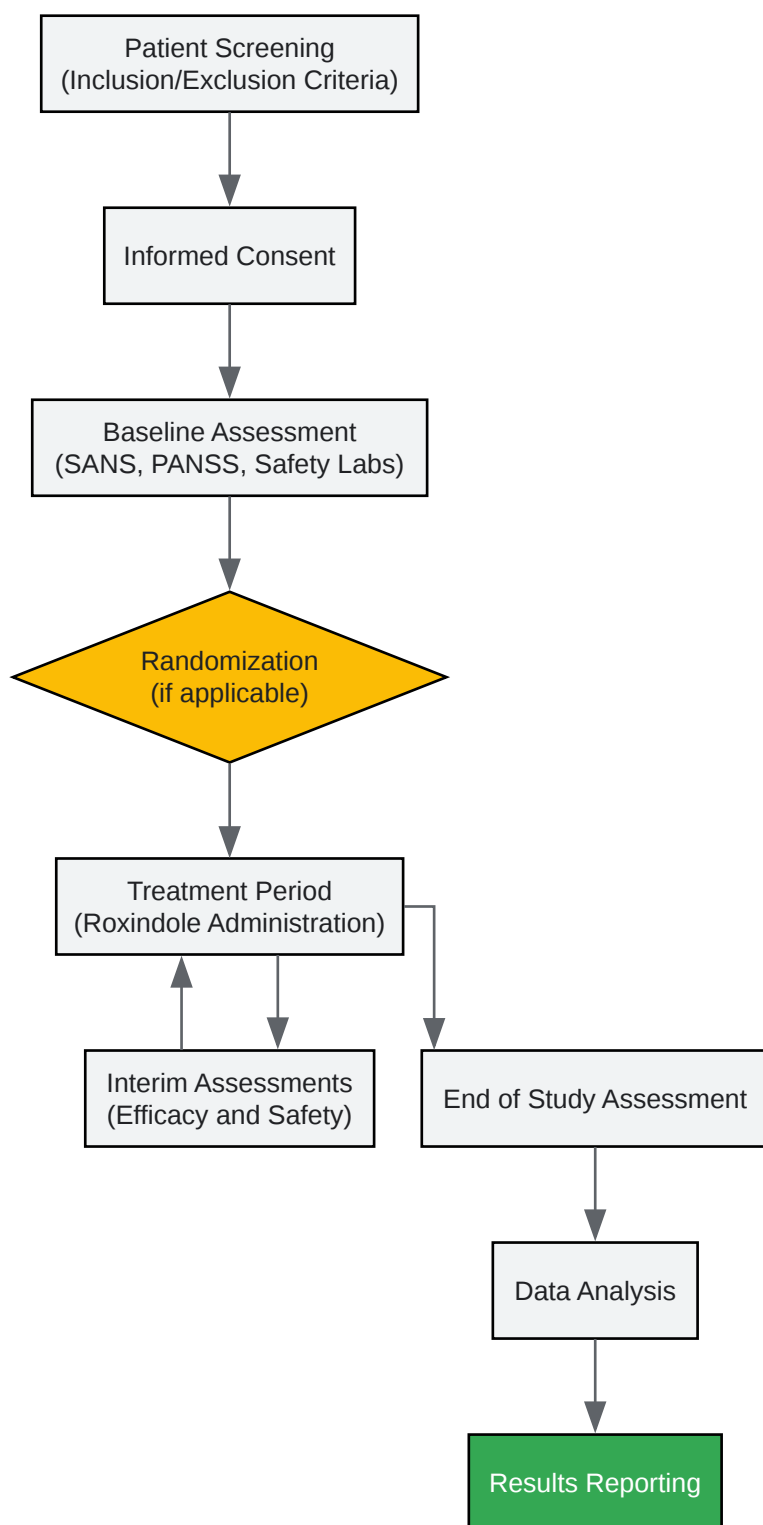 Patient Screening
(Inclusion/Exclusion Criteria)
Informed Consent
Baseline Assessment
(SANS, PANSS, Safety Labs)
Randomization
(if applicable)
Treatment Period
(Roxindole Administration)
Interim Assessments
(Efficacy and Safety)
End of Study Assessment
Data Analysis
Results Reporting